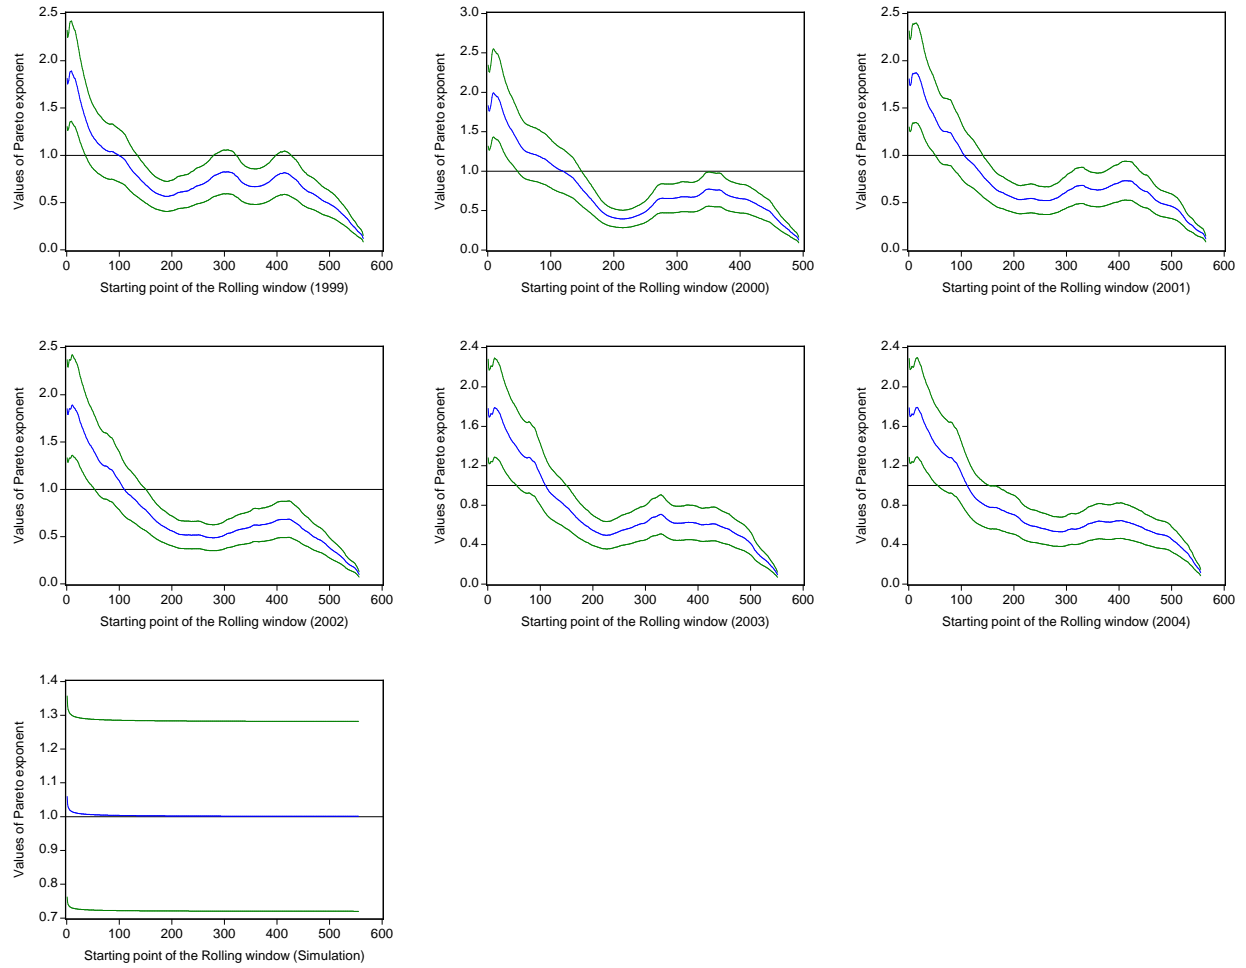 Values of Pareto exponent
2.5
2.0
1.5
1.0
0.5
0.0
0 100 200 300 400 500 600
Starting point of the Rolling window (1999)
Values of Pareto exponent
3.0
2.5
2.0
1.5
1.0
0.5
0.0
0 100 200 300 400 500
Starting point of the Rolling window (2000)
Values of Pareto exponent
2.5
2.0
1.5
1.0
0.5
0.0
0 100 200 300 400 500 600
Starting point of the Rolling window (2001)
Values of Pareto exponent
2.5
2.0
1.5
1.0
0.5
0.0
0 100 200 300 400 500 600
Starting point of the Rolling window (2002)
Values of Pareto exponent
2.4
2.0
1.6
1.2
0.8
0.4
0.0
0 100 200 300 400 500 600
Starting point of the Rolling window (2003)
Values of Pareto exponent
2.4
2.0
1.6
1.2
0.8
0.4
0.0
0 100 200 300 400 500 600
Starting point of the Rolling window (2004)
Values of Pareto exponent
1.4
1.3
1.2
1.1
1.0
0.9
0.8
0.7
0 100 200 300 400 500 600
Starting point of the Rolling window (Simulation)